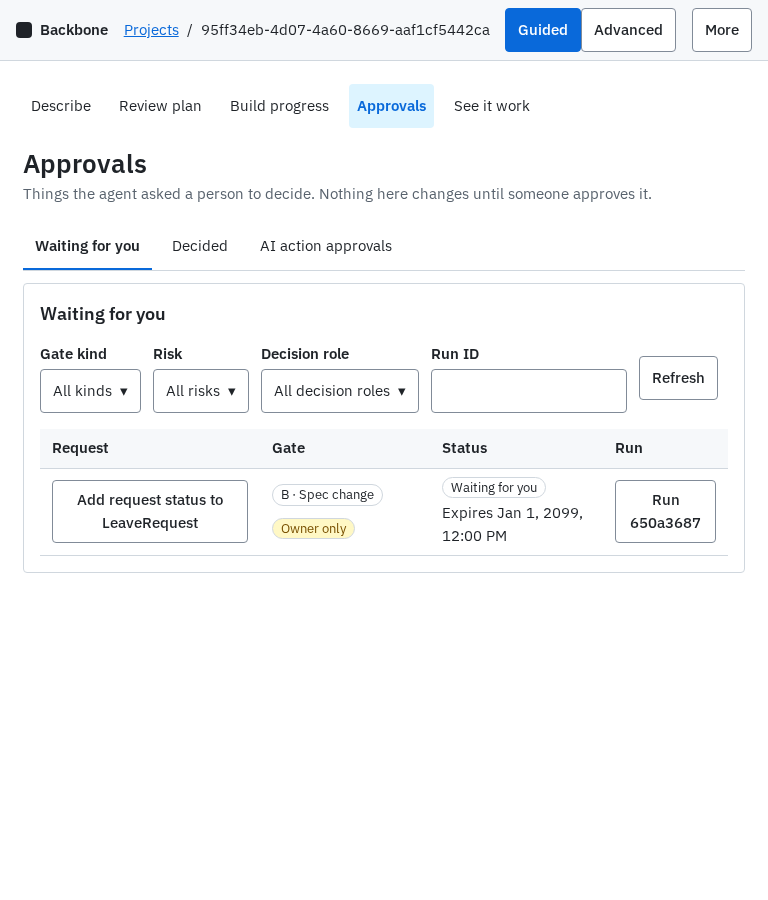 Backbone Projects / 95ff34eb-4d07-4a60-8669-aaf1cf5442ca Guided Advanced More
Describe Review plan Build progress Approvals See it work
Approvals
Things the agent asked a person to decide. Nothing here changes until someone approves it.
Waiting for you Decided AI action approvals
Waiting for you
Gate kind Risk Decision role Run ID
All kinds ▾ All risks ▾ All decision roles ▾ Refresh
Request Gate Status Run
Add request status to LeaveRequest
B · Spec change
Owner only
Waiting for you
Expires Jan 1, 2099,
12:00 PM
Run
650a3687